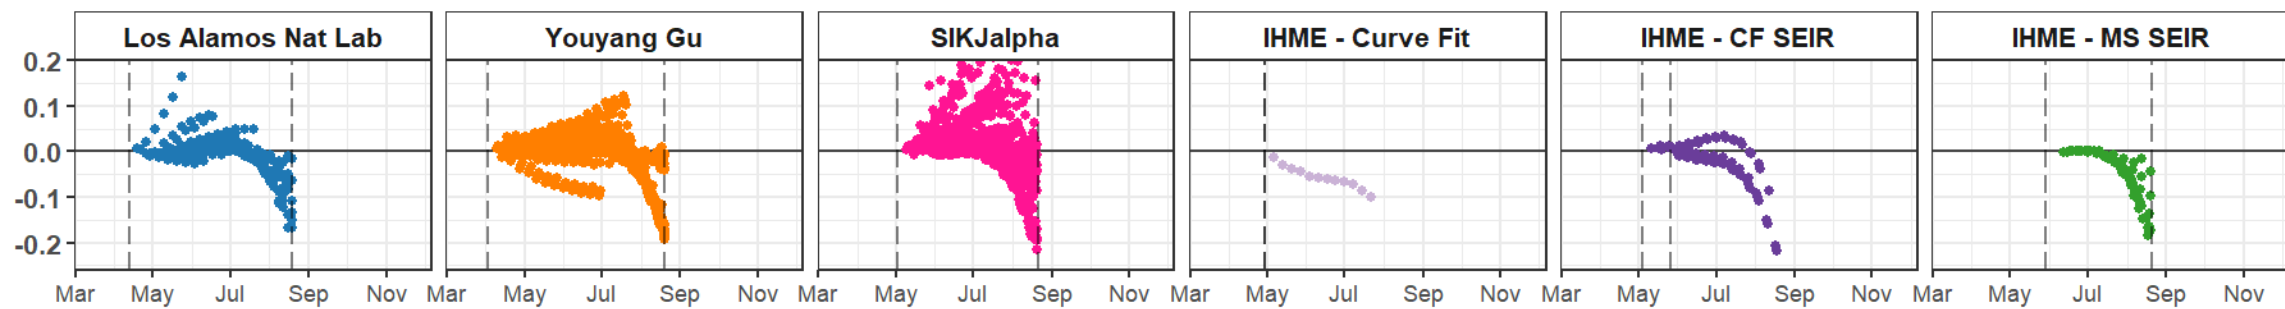 Los Alamos Nat Lab Youyang Gu SIKJalpha IHME - Curve Fit IHME - CF SEIR IHME - MS SEIR
0.2
0.1
0.0
-0.1
-0.2
Mar May Jul Sep Nov Mar May Jul Sep Nov Mar May Jul Sep Nov Mar May Jul Sep Nov Mar May Jul Sep Nov Mar May Jul Sep Nov